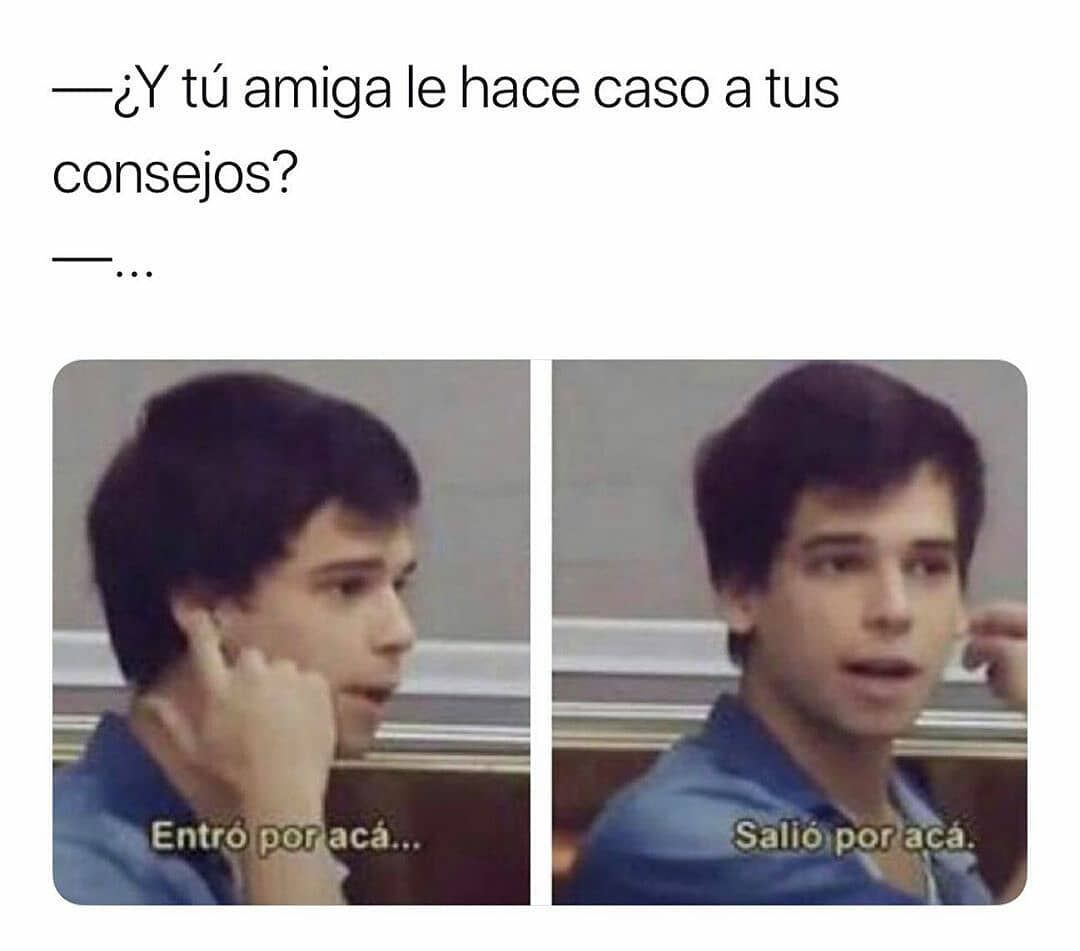 —¿Y tú amiga le hace caso a tus
consejos?
—...
Entró por acá...
Salió por acá.